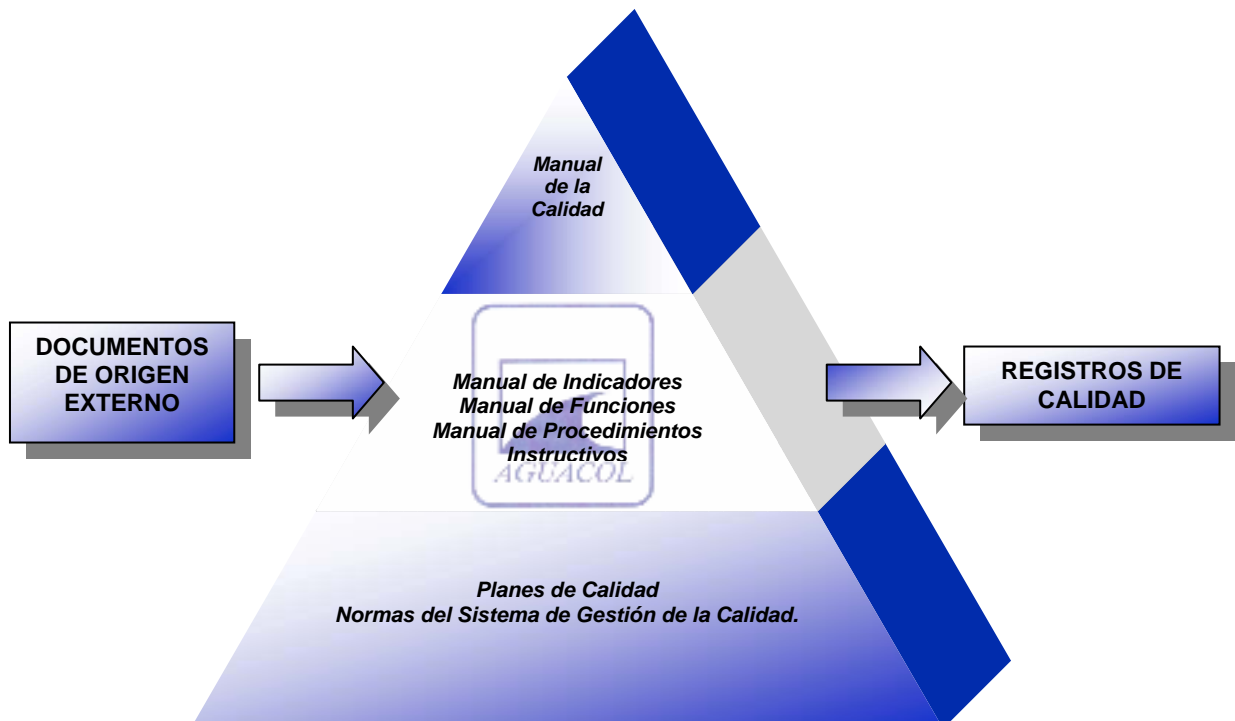 Manual
de la
Calidad
DOCUMENTOS
DE ORIGEN
EXTERNO
Manual de Indicadores
Manual de Funciones
Manual de Procedimientos
Instructivos
AGUACOL
REGISTROS DE
CALIDAD
Planes de Calidad
Normas del Sistema de Gestión de la Calidad.